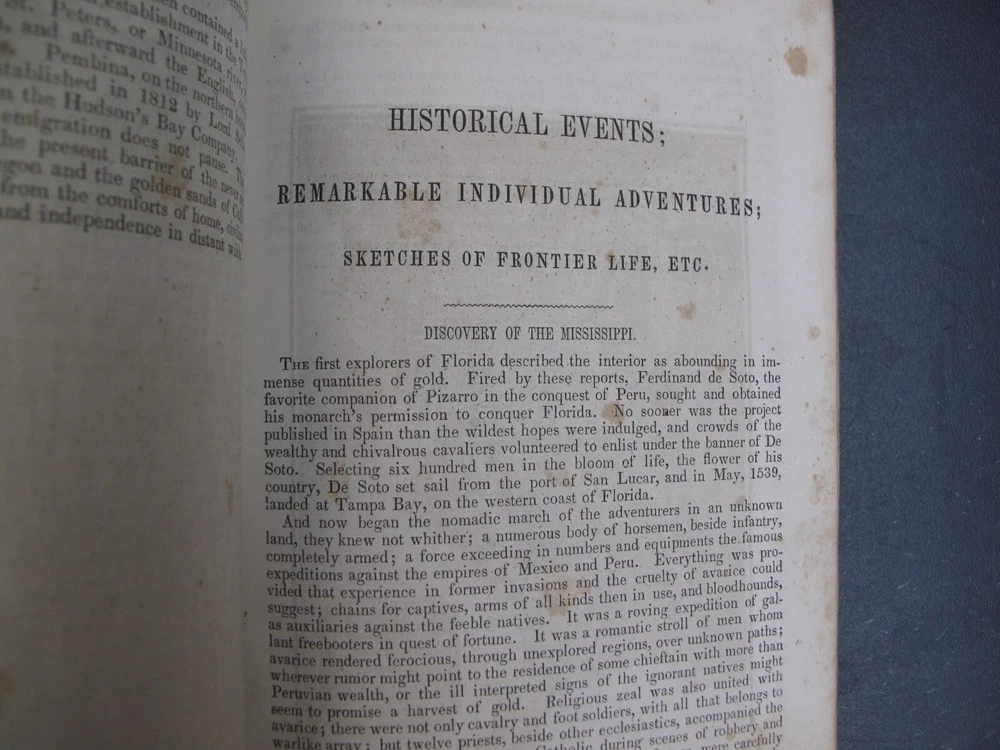 contained a
establishment in the
St. Peters, or Minnesota river,
and afterward the English,
Pembina, on the northern
tablished in 1812 by Lord
the Hudson's Bay Company.
emigration does not pause.
he present barrier of the
gon and the golden sands of
from the comforts of home,
and independence in distant
HISTORICAL EVENTS;
REMARKABLE INDIVIDUAL ADVENTURES;
SKETCHES OF FRONTIER LIFE, ETC.
DISCOVERY OF THE MISSISSIPPI.
THE first explorers of Florida described the interior as abounding in im-
mense quantities of gold. Fired by these reports, Ferdinand de Soto, the
favorite companion of Pizarro in the conquest of Peru, sought and obtained
his monarch's permission to conquer Florida. No sooner was the project
published in Spain than the wildest hopes were indulged, and crowds of the
wealthy and chivalrous cavaliers volunteered to enlist under the banner of De
Soto. Selecting six hundred men in the bloom of life, the flower of his
country, De Soto set sail from the port of San Lucar, and in May, 1539,
landed at Tampa Bay, on the western coast of Florida.
And now began the nomadic march of the adventurers in an unknown
land, they knew not whither; a numerous body of horsemen, beside infantry,
completely armed; a force exceeding in numbers and equipments the famous
expeditions against the empires of Mexico and Peru. Everything was pro-
vided that experience in former invasions and the cruelty of avarice could
suggest; chains for captives, arms of all kinds then in use, and bloodhounds,
as auxiliaries against the feeble natives. It was a roving expedition of gal-
lant freebooters in quest of fortune. It was a romantic stroll of men whom
avarice rendered ferocious, through unexplored regions, over unknown paths;
wherever rumor might point to the residence of some chieftain with more than
Peruvian wealth, or the ill interpreted signs of the ignorant natives might
seem to promise a harvest of gold. Religious zeal was also united with
avarice; there were not only cavalry and foot soldiers, with all that belongs to
warlike array; but twelve priests, beside other ecclesiastics, accompanied the
Catholic during scenes of robbery and
were carefully